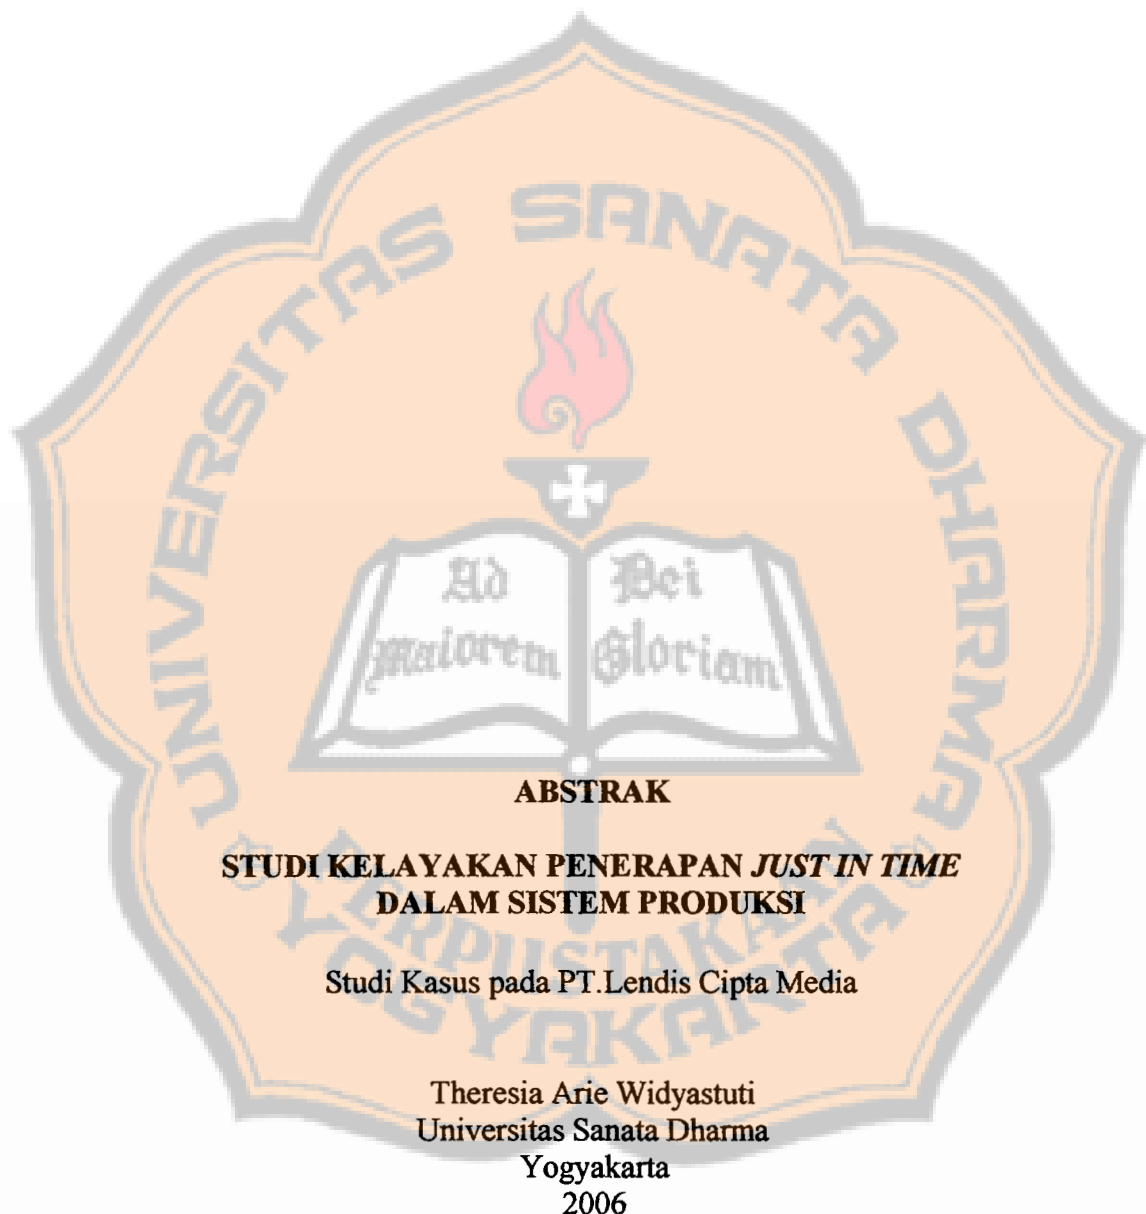 UNIVERSITAS SANATA DHARMA
Ad Dei
maiorem Gloriam
ABSTRAK
STUDI KELAYAKAN PENERAPAN JUST IN TIME
DALAM SISTEM PRODUKSI
PERPUSTAKAAN
Studi Kasus pada PT.Lendis Cipta Media
YOGYAKARTA
Theresia Arie Widyastuti
Universitas Sanata Dharma
Yogyakarta
2006